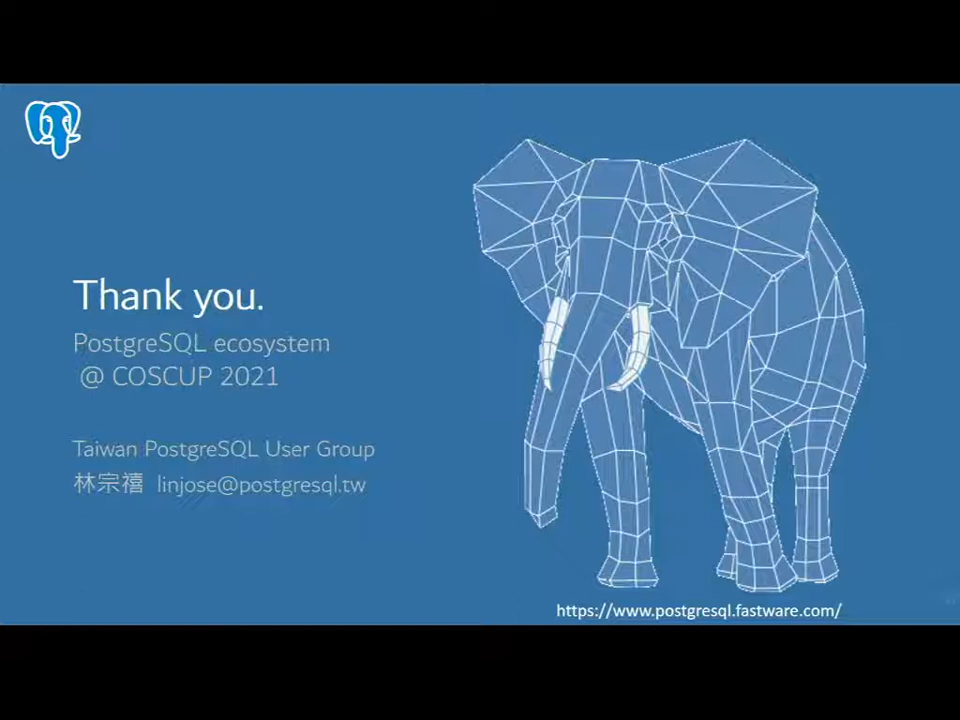 Thank you.
PostgreSQL ecosystem
@ COSCUP 2021
Taiwan PostgreSQL User Group
林宗禧 linjose@postgresql.tw
https://www.postgresql.fastware.com/